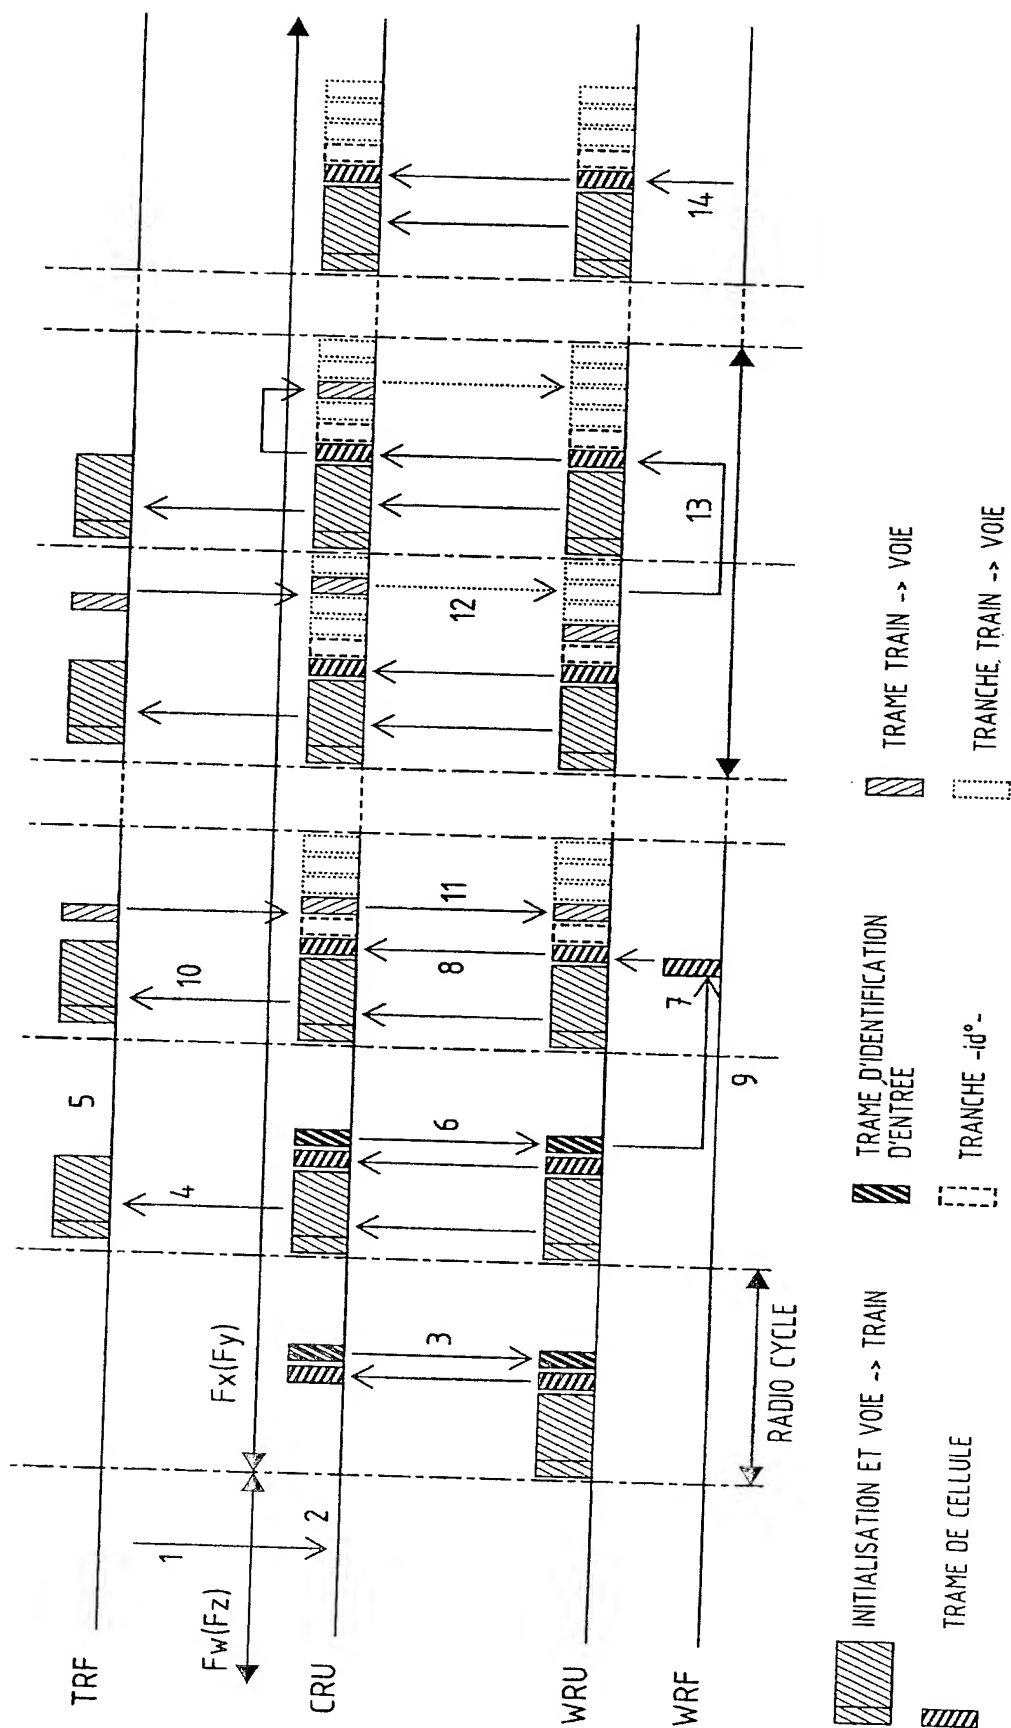 TRF
CRU
WRU
WRF
Fw(Fz)
Fx(Fy)
1
2
3
4
5
6
7
8
9
10
11
12
13
14
RADIO CYCLE
INITIALISATION ET VOIE --> TRAIN
TRAME DE CELLULE
TRAME D'IDENTIFICATION
D'ENTRÉE
TRANCHE -id°-
TRAME TRAIN --> VOIE
TRANCHE, TRAIN --> VOIE